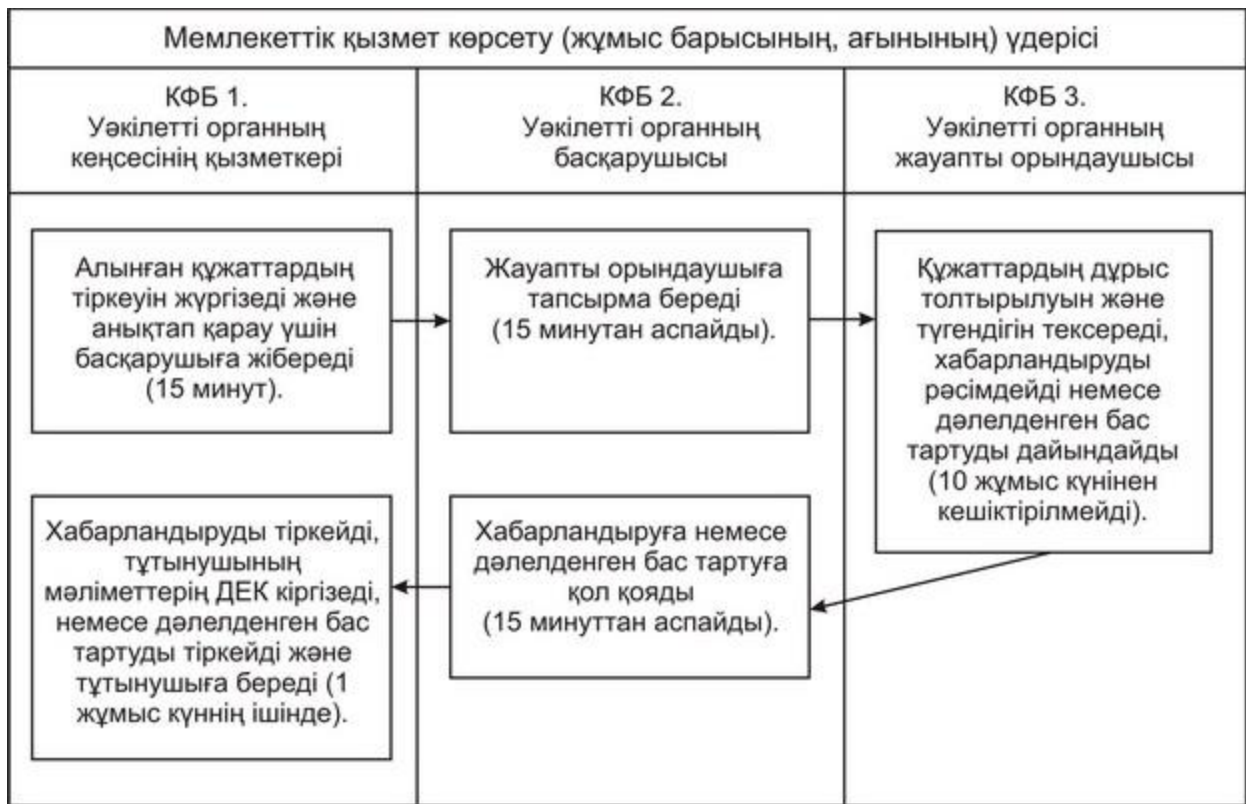 Мемлекеттік қызмет көрсету (жұмыс барысының, ағынының) үдерісі
КФБ 1.
Уәкілетті органның
кеңсесінің қызметкері
КФБ 2.
Уәкілетті органның
басқарушысы
КФБ 3.
Уәкілетті органның
жауапты орындаушысы
Алынған құжаттардың
тіркеуін жүргізеді және
анықтап қарау үшін
басқарушыға жібереді
(15 минут).
Жауапты орындаушыға
тапсырма береді
(15 минутан аспайды).
Құжаттардың дұрыс
толтырылуын және
түгендігін тексереді,
хабарландыруды
рәсімдейді немесе
дәлелденген бас
тартуды дайындайды
(10 жұмыс күнінен
кешіктірілмейді).
Хабарландыруды тіркейді,
тұтынушының
мәліметтерің ДЕК кіргізеді,
немесе дәлелденген бас
тартуды тіркейді және
тұтынушыға береді (1
жұмыс күннің ішінде).
Хабарландыруға немесе
дәлелденген бас тартуға
қол қояды
(15 минуттан аспайды).